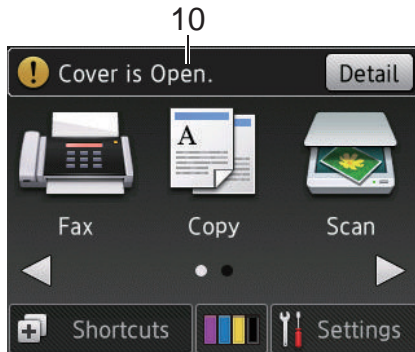 10
Cover is Open.
Detail
A
Fax
Copy
Scan
Shortcuts
Settings